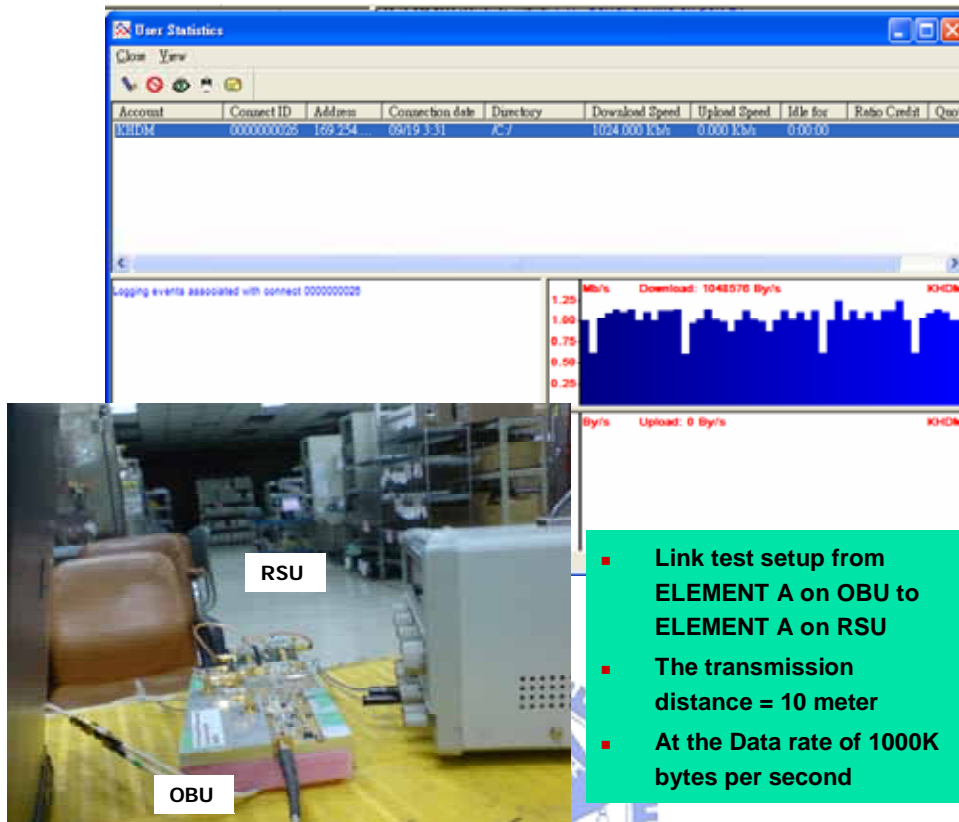 User Statistics
Close View
Account Connect ID Address Connection date Directory Download Speed Upload Speed Idle for Ratio Credit Quo
KHDM 0000000026 169.254.... 09/19 3:31 /C:/ 1024.000 Kb/s 0.000 Kb/s 0:00:00
Logging events associated with connect 0000000026
Mb/s Download: 1048576 By/s KHDM
1.25
1.00
0.75
0.50
0.25
By/s Upload: 0 By/s KHDM
RSU
OBU
▪ Link test setup from
ELEMENT A on OBU to
ELEMENT A on RSU
▪ The transmission
distance = 10 meter
▪ At the Data rate of 1000K
bytes per second